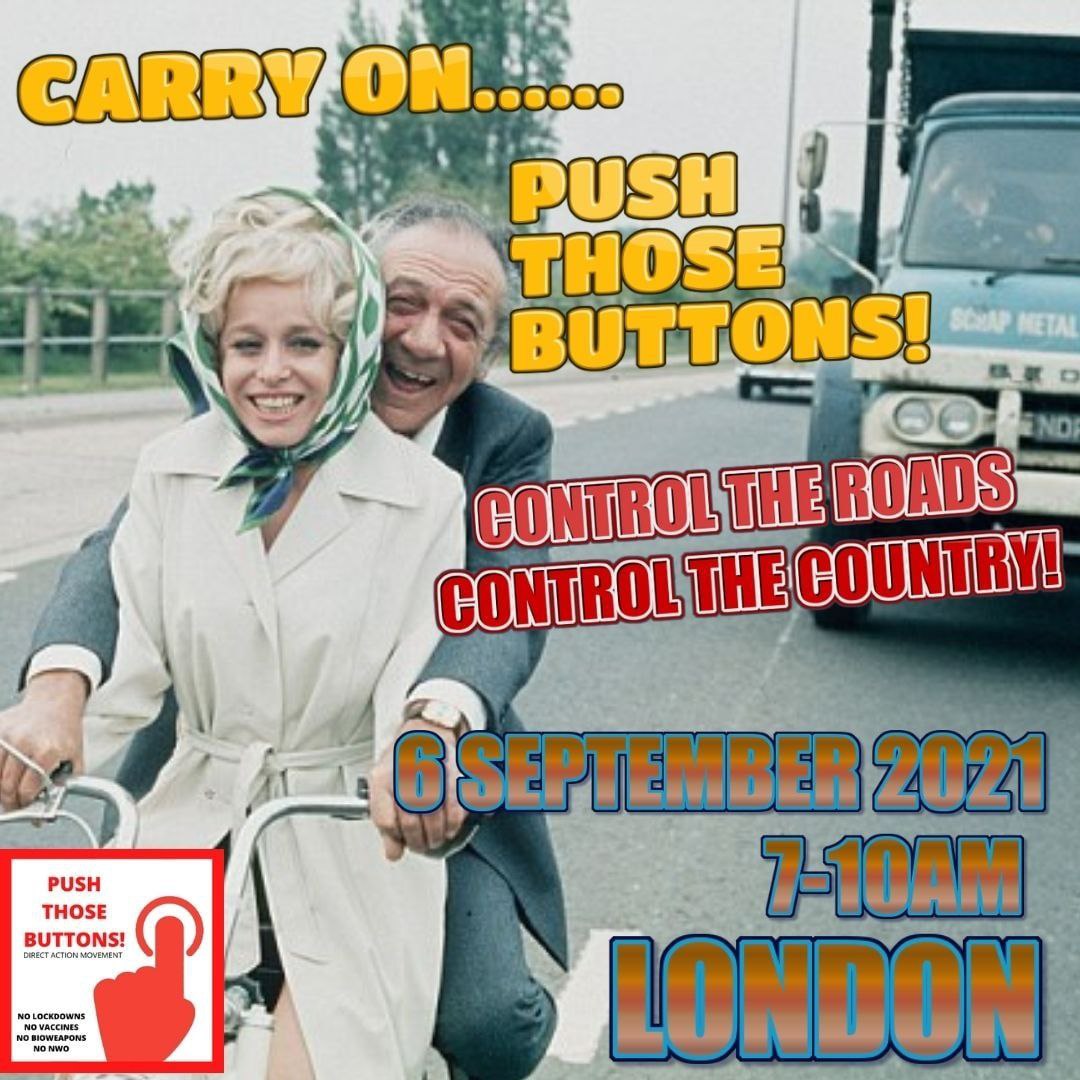 CARRY ON......
PUSH
THOSE
BUTTONS!
SCRAP METAL
CONTROL THE ROADS
CONTROL THE COUNTRY!
6 SEPTEMBER 2021
7-10AM
LONDON
PUSH
THOSE
BUTTONS!
DIRECT ACTION MOVEMENT
NO LOCKDOWNS
NO VACCINES
NO BIOWEAPONS
NO NWO